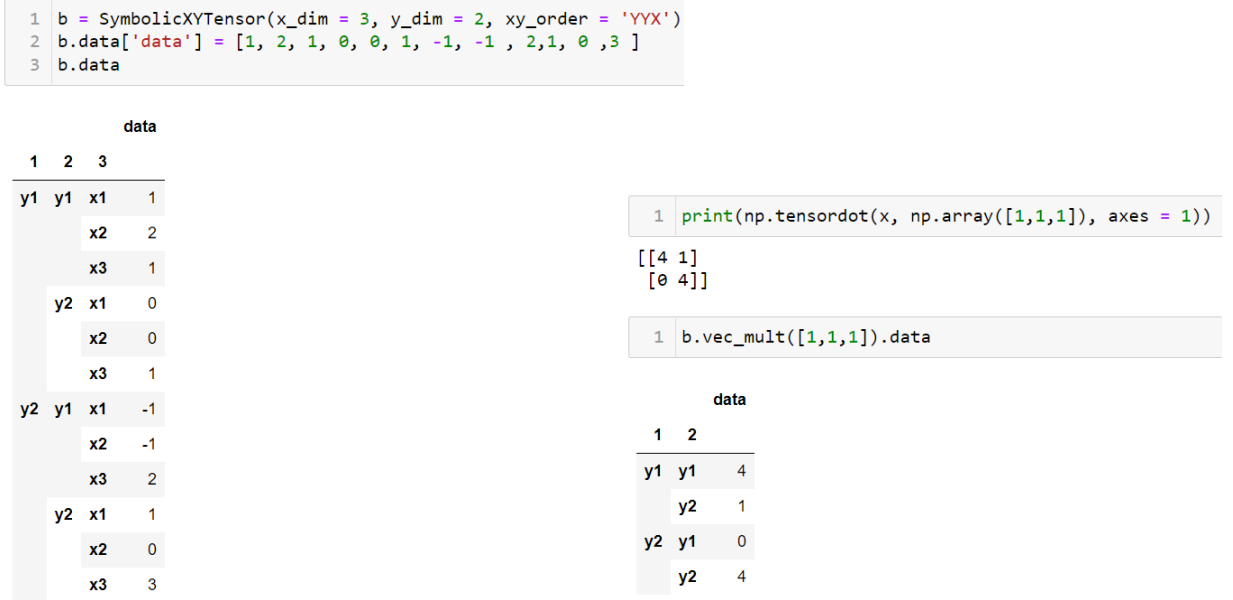 1 b = SymbolicXYTensor(x_dim = 3, y_dim = 2, xy_order = 'YYX')
2 b.data['data'] = [1, 2, 1, 0, 0, 1, -1, -1 , 2,1, 0 ,3 ]
3 b.data
data
1 2 3
y1 y1 x1 1
x2 2
x3 1
y2 x1 0
x2 0
x3 1
y2 y1 x1 -1
x2 -1
x3 2
y2 x1 1
x2 0
x3 3
1 print(np.tensordot(x, np.array([1,1,1]), axes = 1))
[[4 1]
[0 4]]
1 b.vec_mult([1,1,1]).data
data
1 2
y1 y1 4
y2 1
y2 y1 0
y2 4